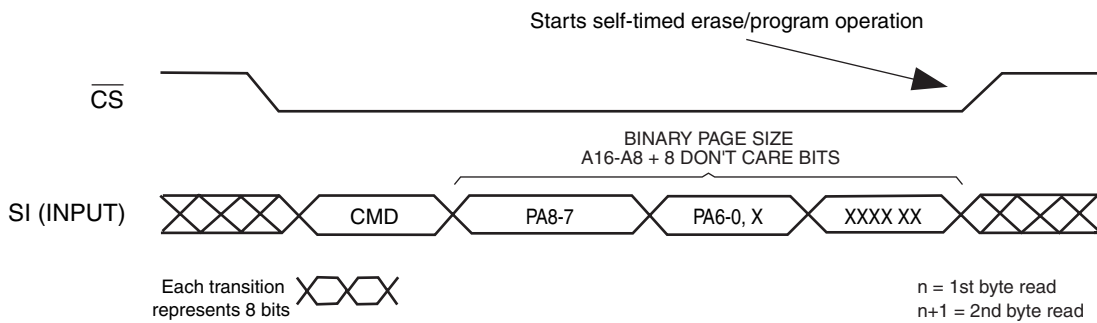 Starts self-timed erase/program operation
CS
BINARY PAGE SIZE
A16-A8 + 8 DON'T CARE BITS
SI (INPUT)
CMD
PA8-7
PA6-0, X
XXXX XX
Each transition
represents 8 bits
n = 1st byte read
n+1 = 2nd byte read